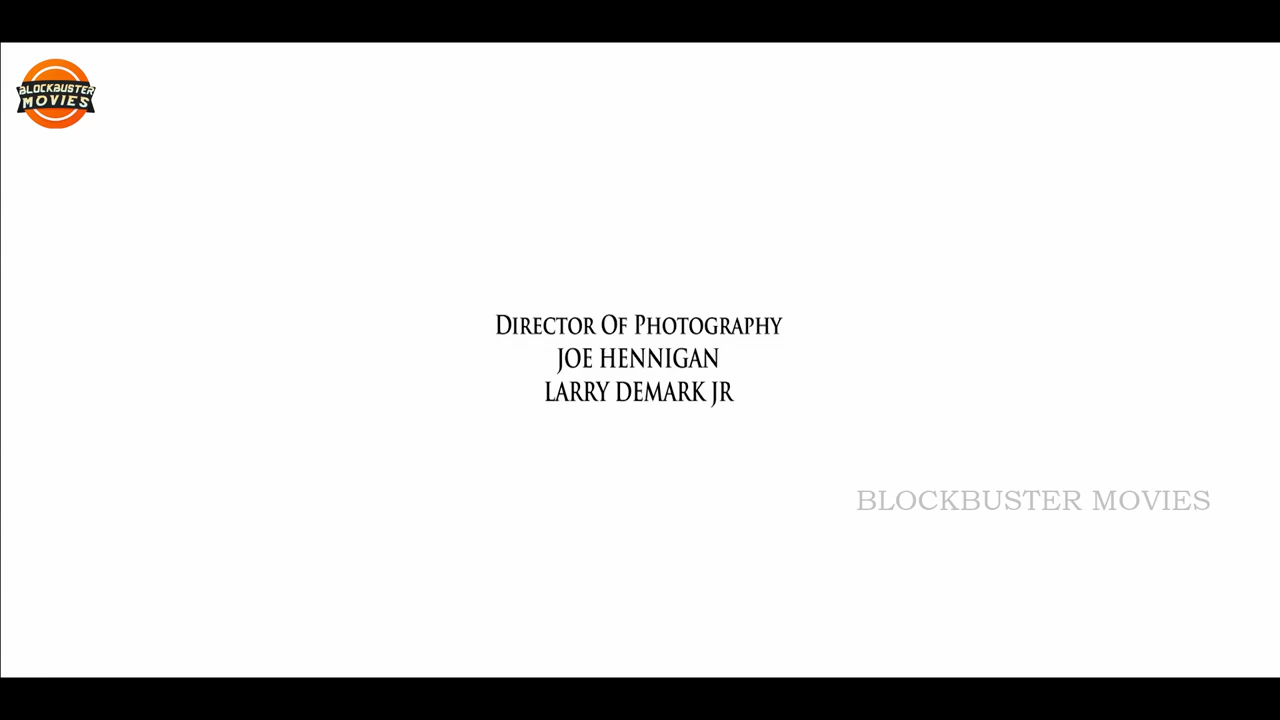 BLOCKBUSTER
MOVIES
Director Of Photography
JOE HENNIGAN
LARRY DEMARK JR
BLOCKBUSTER MOVIES